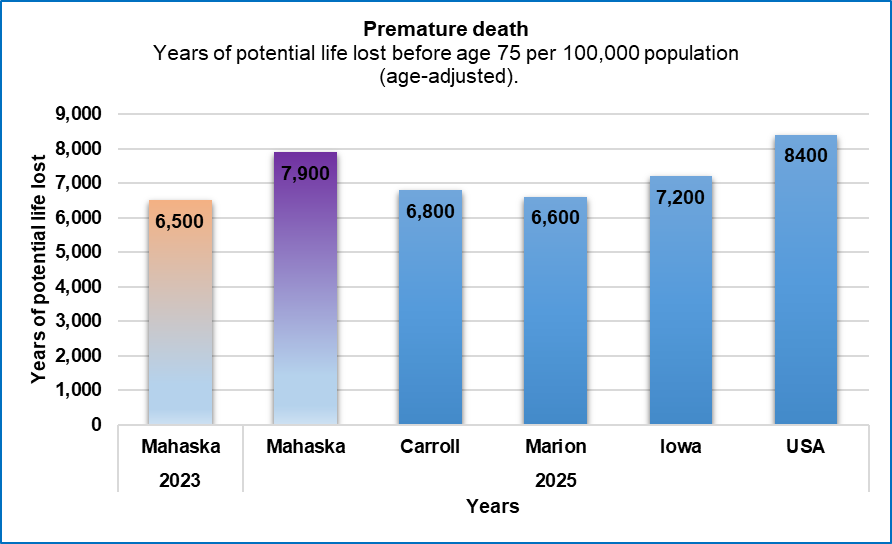 Premature death
Years of potential life lost before age 75 per 100,000 population
(age-adjusted).
Years of potential life lost
9,000
8,000
7,000
6,000
5,000
4,000
3,000
2,000
1,000
0
6,500
7,900
6,800
6,600
7,200
8400
Mahaska
Mahaska
Carroll
Marion
Iowa
USA
2023
2025
Years